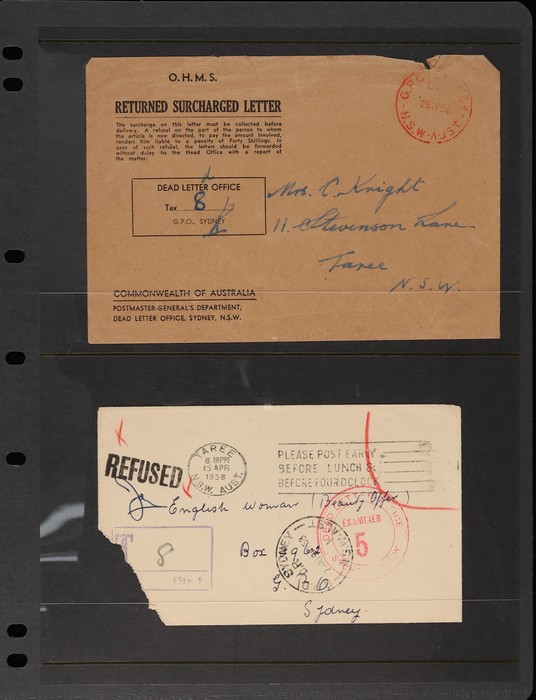 O.H.M.S.
RETURNED SURCHARGED LETTER
The surcharge on this letter must be collected before
delivery. A refusal on the part of the person to whom
the article is now directed, to pay the amount involved,
renders him liable to a penalty of Forty Shillings. In
case of such refusal, the letters should be forwarded
without delay to the Head Office with a report of
the matter.
DEAD LETTER OFFICE
Tax 8
G.P.O., SYDNEY
COMMONWEALTH OF AUSTRALIA
POSTMASTER-GENERAL'S DEPARTMENT,
DEAD LETTER OFFICE, SYDNEY, N.S.W.
G.P.O.
N.S.W.-AUST.
Mrs. C. Knight
11 Stevenson Lane
Taree
N.S.W.
REFUSED
TAREE
8 30PM
15 APR
1958
N.S.W. AUST.
PLEASE POST EARLY
BEFORE LUNCH &
BEFORE FOUR O'CLOCK
English Woman (Beauty Offer)
Box 962
G.P.O.
Sydney.
T
8
EXAMINER
5
SYDNEY